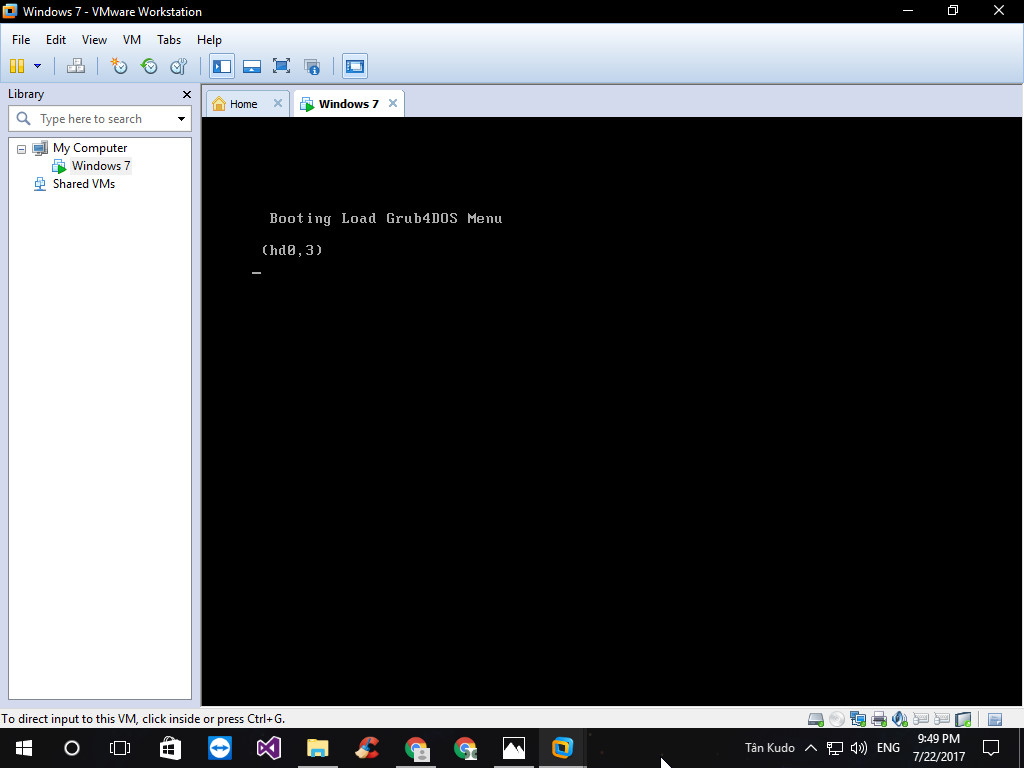 Windows 7 - VMware Workstation
File Edit View VM Tabs Help
Library
Type here to search
My Computer
Windows 7
Shared VMs
Home
Windows 7
Booting Load Grub4DOS Menu
(hd0,3)
_
To direct input to this VM, click inside or press Ctrl+G.
Tân Kudo
ENG
9:49 PM
7/22/2017